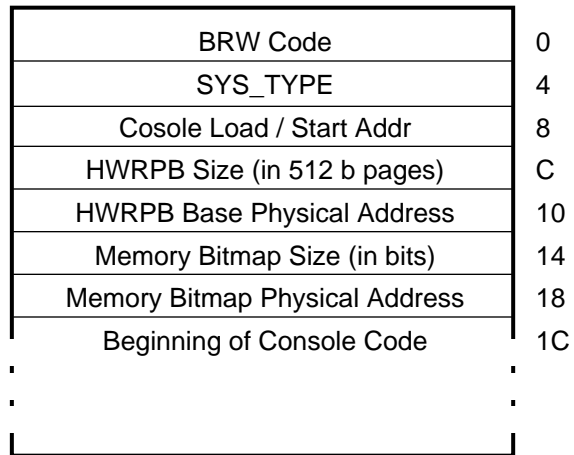 BRW Code 0
SYS_TYPE 4
Cosole Load / Start Addr 8
HWRPB Size (in 512 b pages) C
HWRPB Base Physical Address 10
Memory Bitmap Size (in bits) 14
Memory Bitmap Physical Address 18
Beginning of Console Code 1C